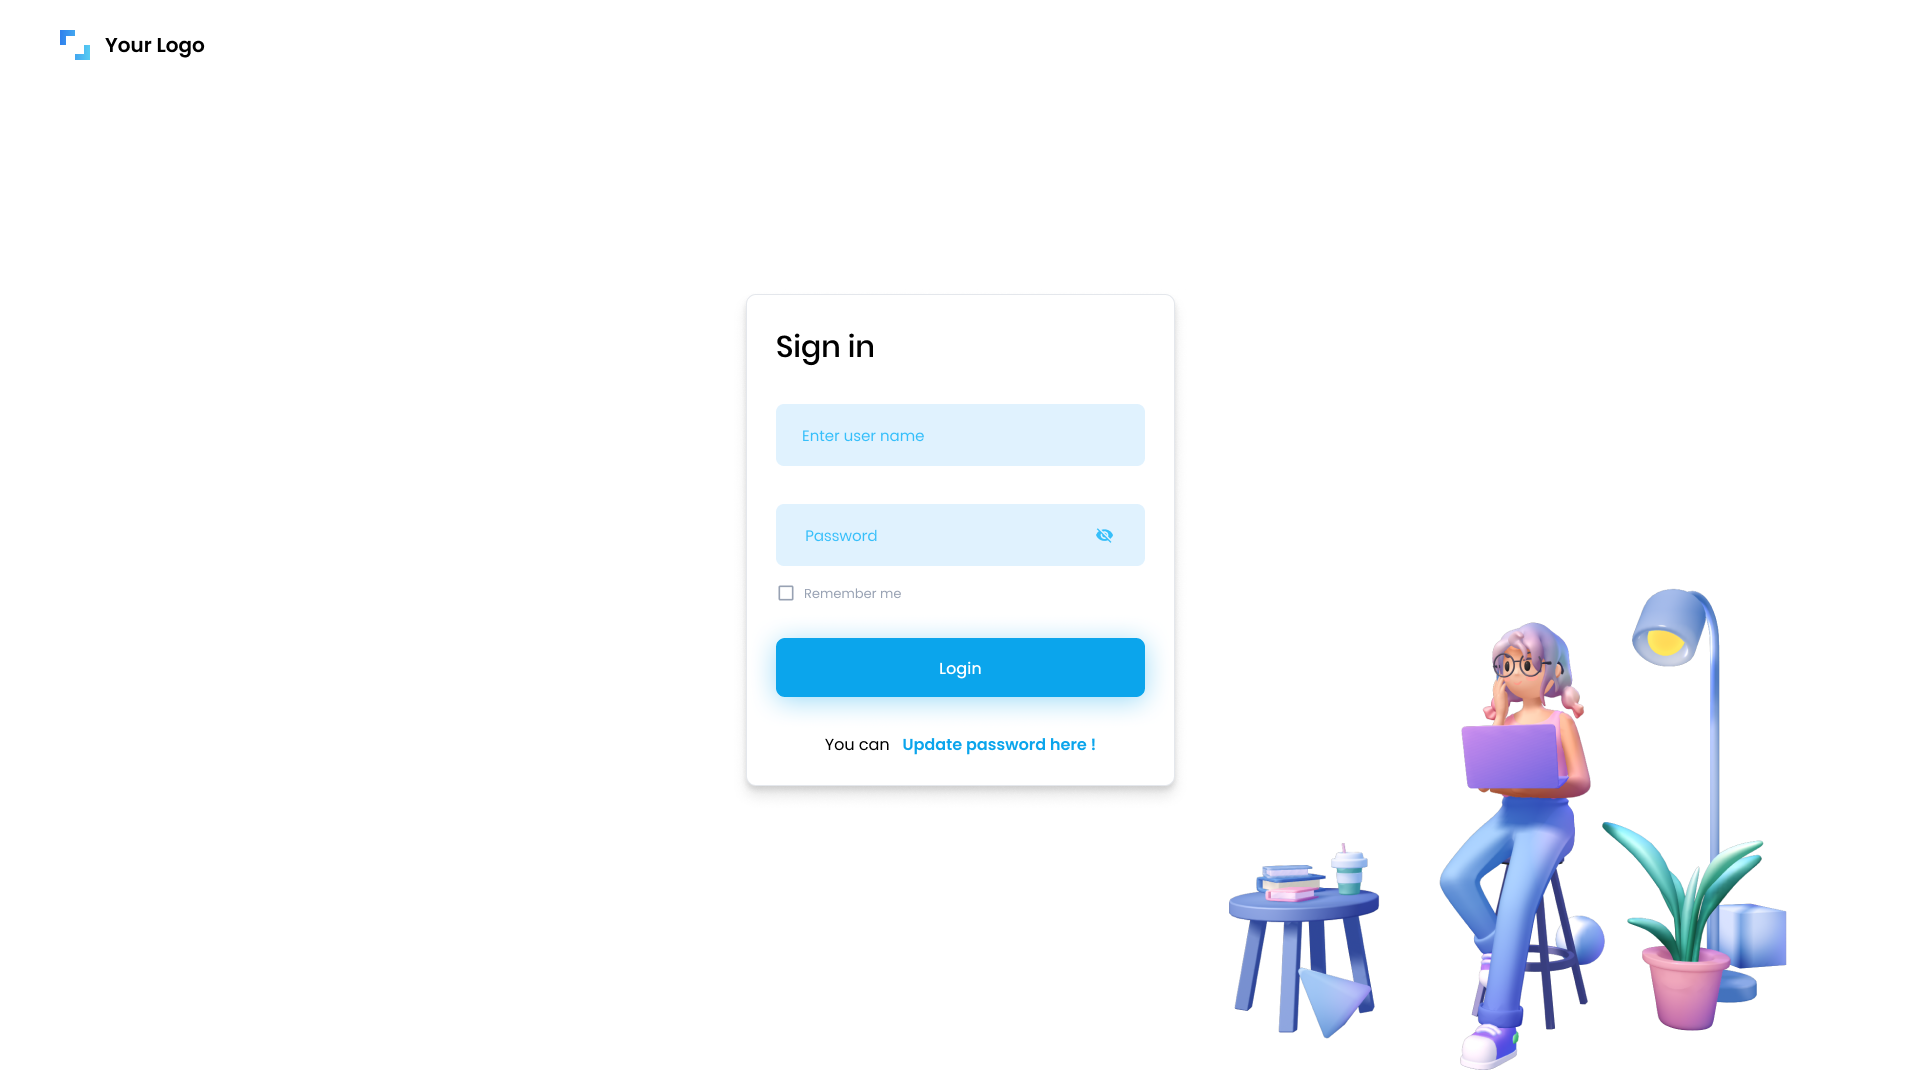 Your Logo
Sign in
Enter user name
Password
Remember me
Login
You can Update password here !